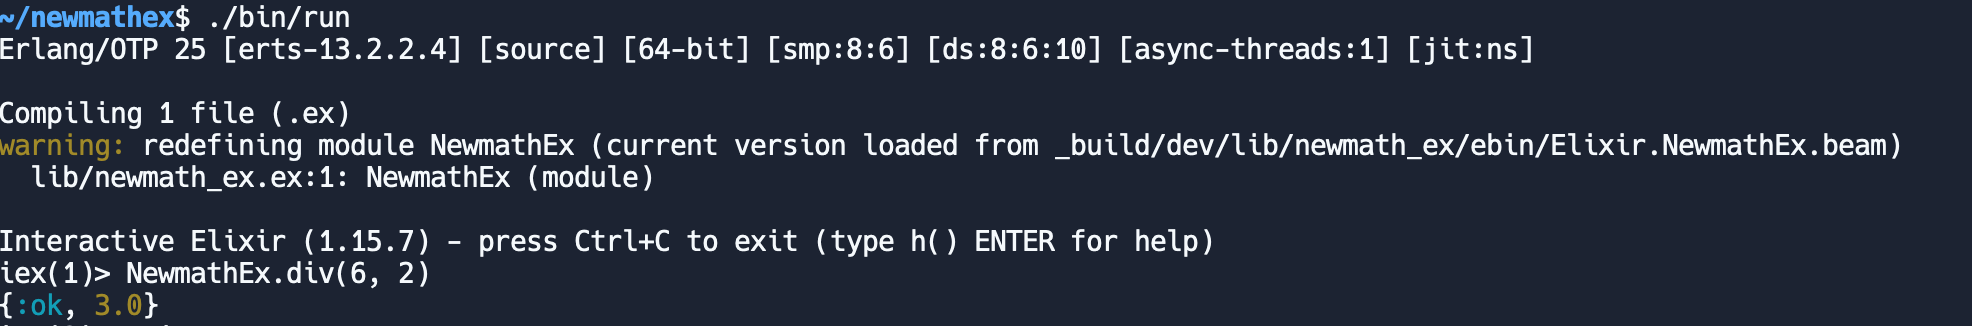 ~/newmathex$ ./bin/run
Erlang/OTP 25 [erts-13.2.2.4] [source] [64-bit] [smp:8:6] [ds:8:6:10] [async-threads:1] [jit:ns]
Compiling 1 file (.ex)
warning: redefining module NewmathEx (current version loaded from _build/dev/lib/newmath_ex/ebin/Elixir.NewmathEx.beam)
  lib/newmath_ex.ex:1: NewmathEx (module)
Interactive Elixir (1.15.7) - press Ctrl+C to exit (type h() ENTER for help)
iex(1)> NewmathEx.div(6, 2)
{:ok, 3.0}